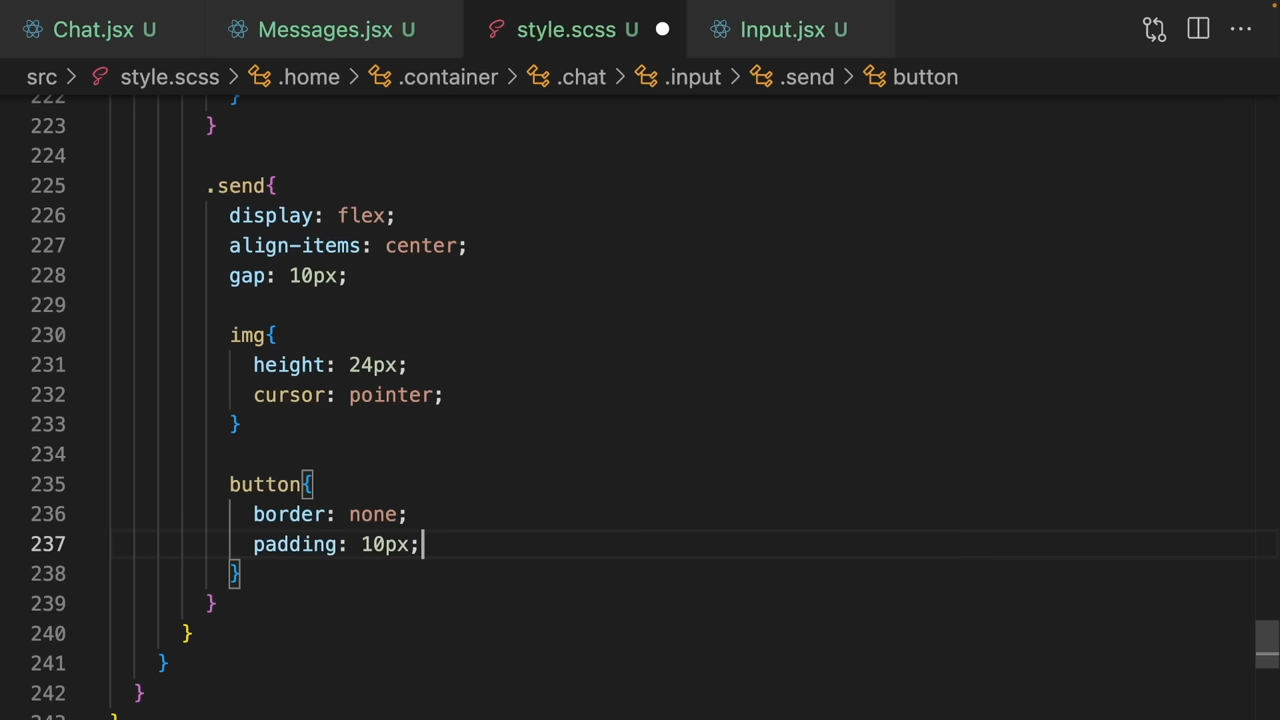 Chat.jsx U Messages.jsx U style.scss U Input.jsx U
src > style.scss > .home > .container > .chat > .input > .send > button
222 }
223 }
224
225 .send{
226 display: flex;
227 align-items: center;
228 gap: 10px;
229
230 img{
231 height: 24px;
232 cursor: pointer;
233 }
234
235 button{
236 border: none;
237 padding: 10px;
238 }
239 }
240 }
241 }
242 }
243 }